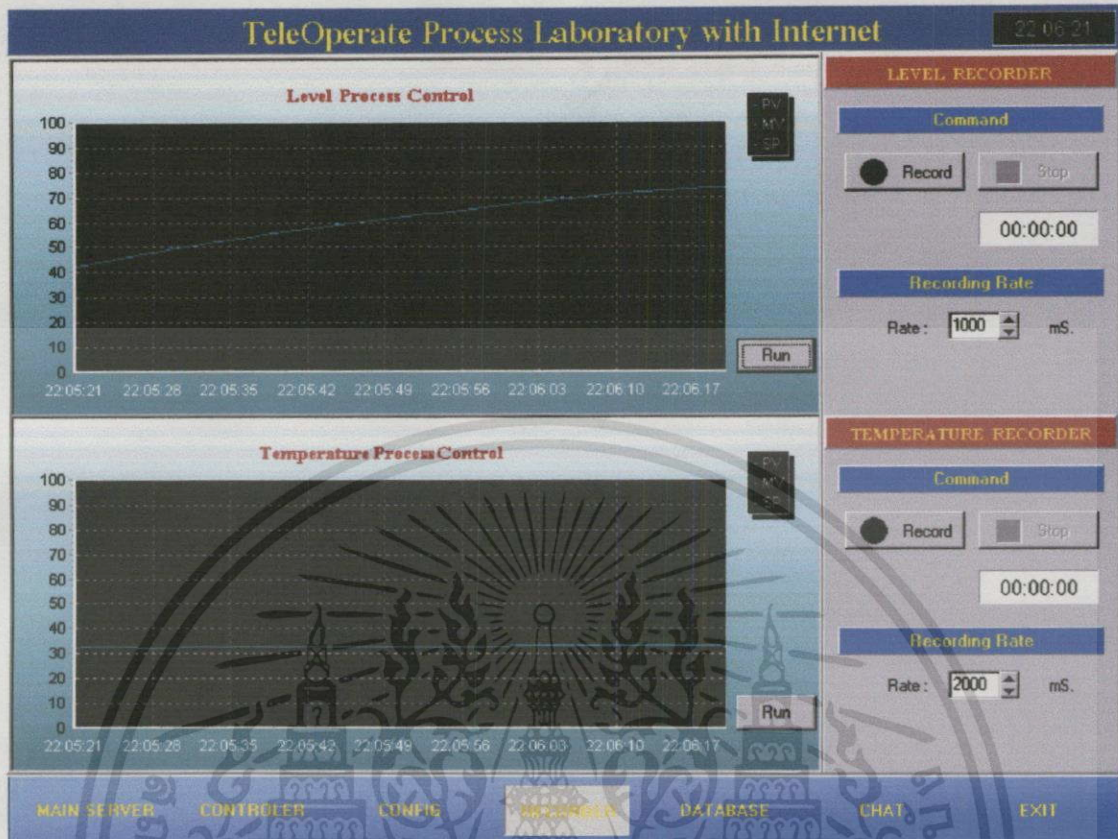 TeleOperate Process Laboratory with Internet
22:06:21
Level Process Control
PV
MV
SP
100
90
80
70
60
50
40
30
20
10
0
22:05:21 22:05:28 22:05:35 22:05:42 22:05:49 22:05:56 22:06:03 22:06:10 22:06:17
Run
LEVEL RECORDER
Command
Record
Stop
00:00:00
Recording Rate
Rate : 1000 mS.
Temperature Process Control
PV
MV
SP
100
90
80
70
60
50
40
30
20
10
0
22:05:21 22:05:28 22:05:35 22:05:42 22:05:49 22:05:56 22:06:03 22:06:10 22:06:17
Run
TEMPERATURE RECORDER
Command
Record
Stop
00:00:00
Recording Rate
Rate : 2000 mS.
MAIN SERVER CONTROLER CONFIG RECORDER DATABASE CHAT EXIT